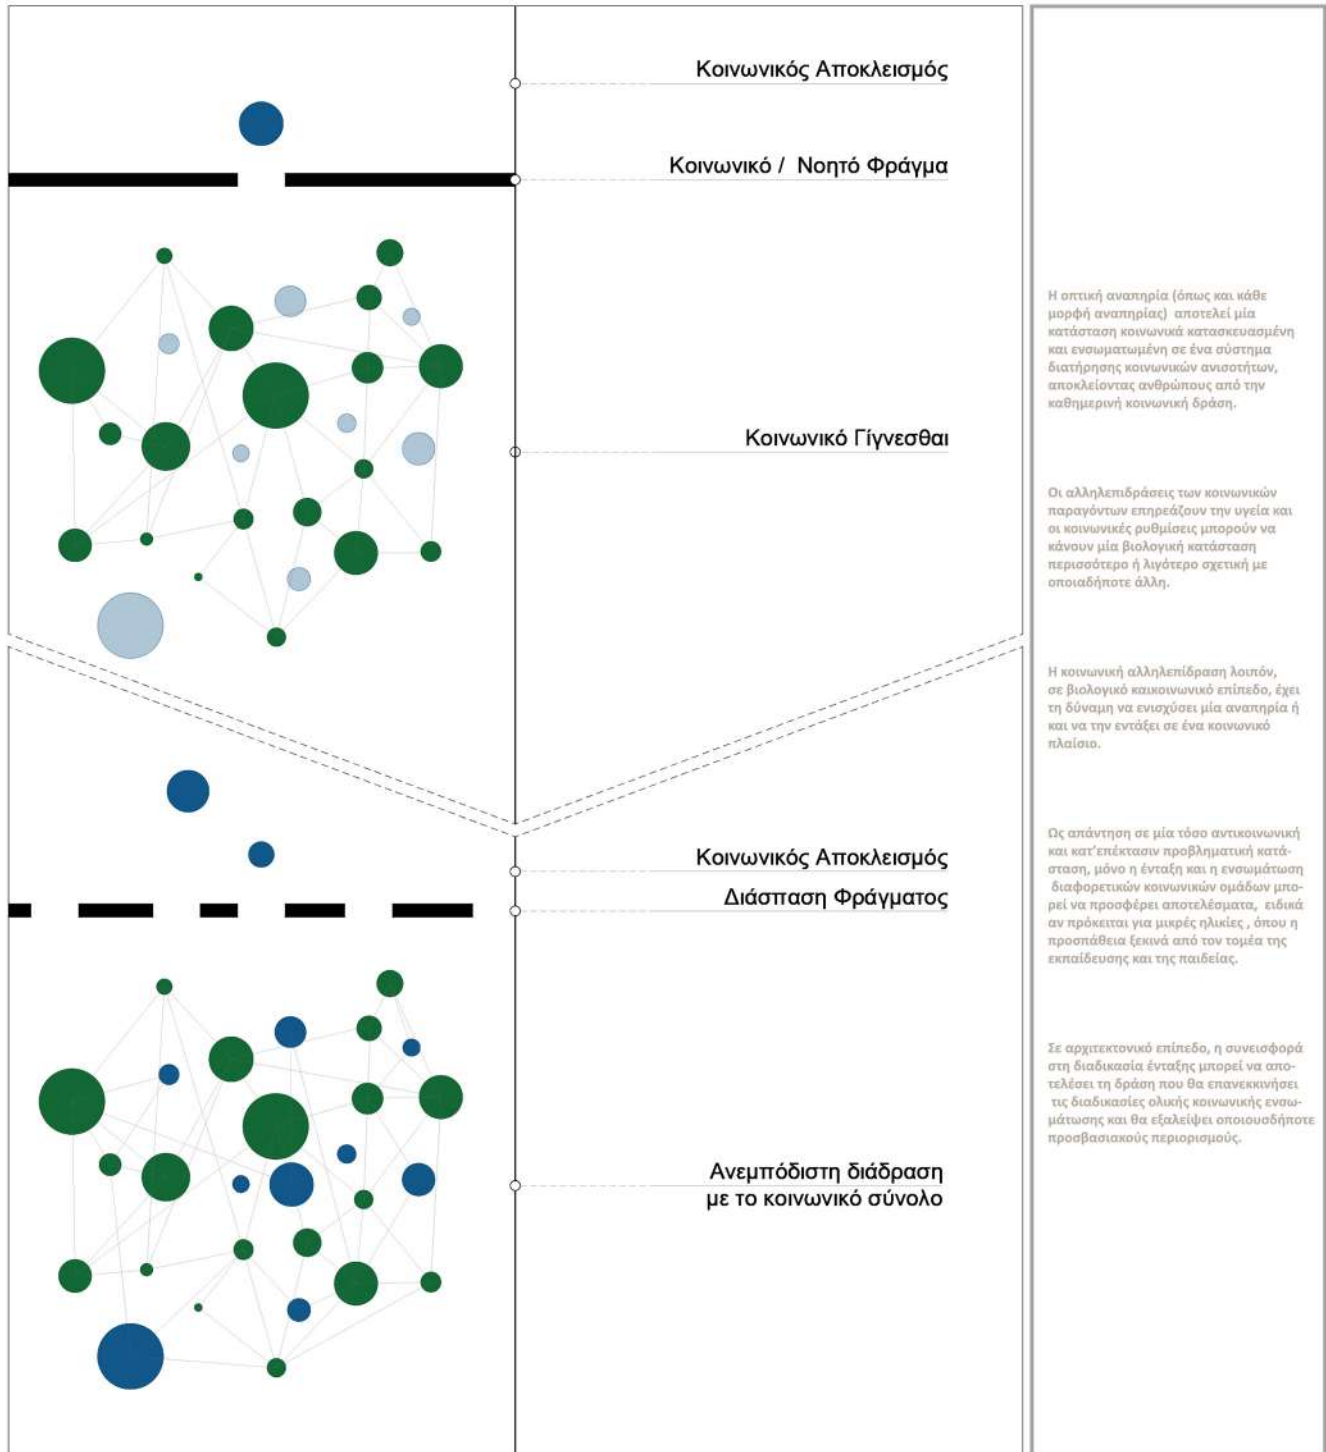 Κοινωνικός Αποκλεισμός
Κοινωνικό / Νοητό Φράγμα
Κοινωνικό Γίγνεσθαι
Κοινωνικός Αποκλεισμός
Διάσπαση Φράγματος
Ανεμπόδιστη διάδραση
με το κοινωνικό σύνολο
Η οπτική αναπηρία (όπως και κάθε
μορφή αναπηρίας) αποτελεί μία
κατάσταση κοινωνικά κατασκευασμένη
και ενσωματωμένη σε ένα σύστημα
διατήρησης κοινωνικών ανισοτήτων,
αποκλείοντας ανθρώπους από την
καθημερινή κοινωνική δράση.
Οι αλληλεπιδράσεις των κοινωνικών
παραγόντων επηρεάζουν την υγεία και
οι κοινωνικές ρυθμίσεις μπορούν να
κάνουν μία βιολογική κατάσταση
περισσότερο ή λιγότερο σχετική με
οποιαδήποτε άλλη.
Η κοινωνική αλληλεπίδραση λοιπόν,
σε βιολογικό καικοινωνικό επίπεδο, έχει
τη δύναμη να ενισχύσει μία αναπηρία ή
και να την εντάξει σε ένα κοινωνικό
πλαίσιο.
Ως απάντηση σε μία τόσο αντικοινωνική
και κατ'επέκτασιν προβληματική κατά-
σταση, μόνο η ένταξη και η ενσωμάτωση
διαφορετικών κοινωνικών ομάδων μπο-
ρεί να προσφέρει αποτελέσματα, ειδικά
αν πρόκειται για μικρές ηλικίες , όπου η
προσπάθεια ξεκινά από τον τομέα της
εκπαίδευσης και της παιδείας.
Σε αρχιτεκτονικό επίπεδο, η συνεισφορά
στη διαδικασία ένταξης μπορεί να απο-
τελέσει τη δράση που θα επανεκκινήσει
τις διαδικασίες ολικής κοινωνικής ενσω-
μάτωσης και θα εξαλείψει οποιουσδήποτε
προσβασιακούς περιορισμούς.